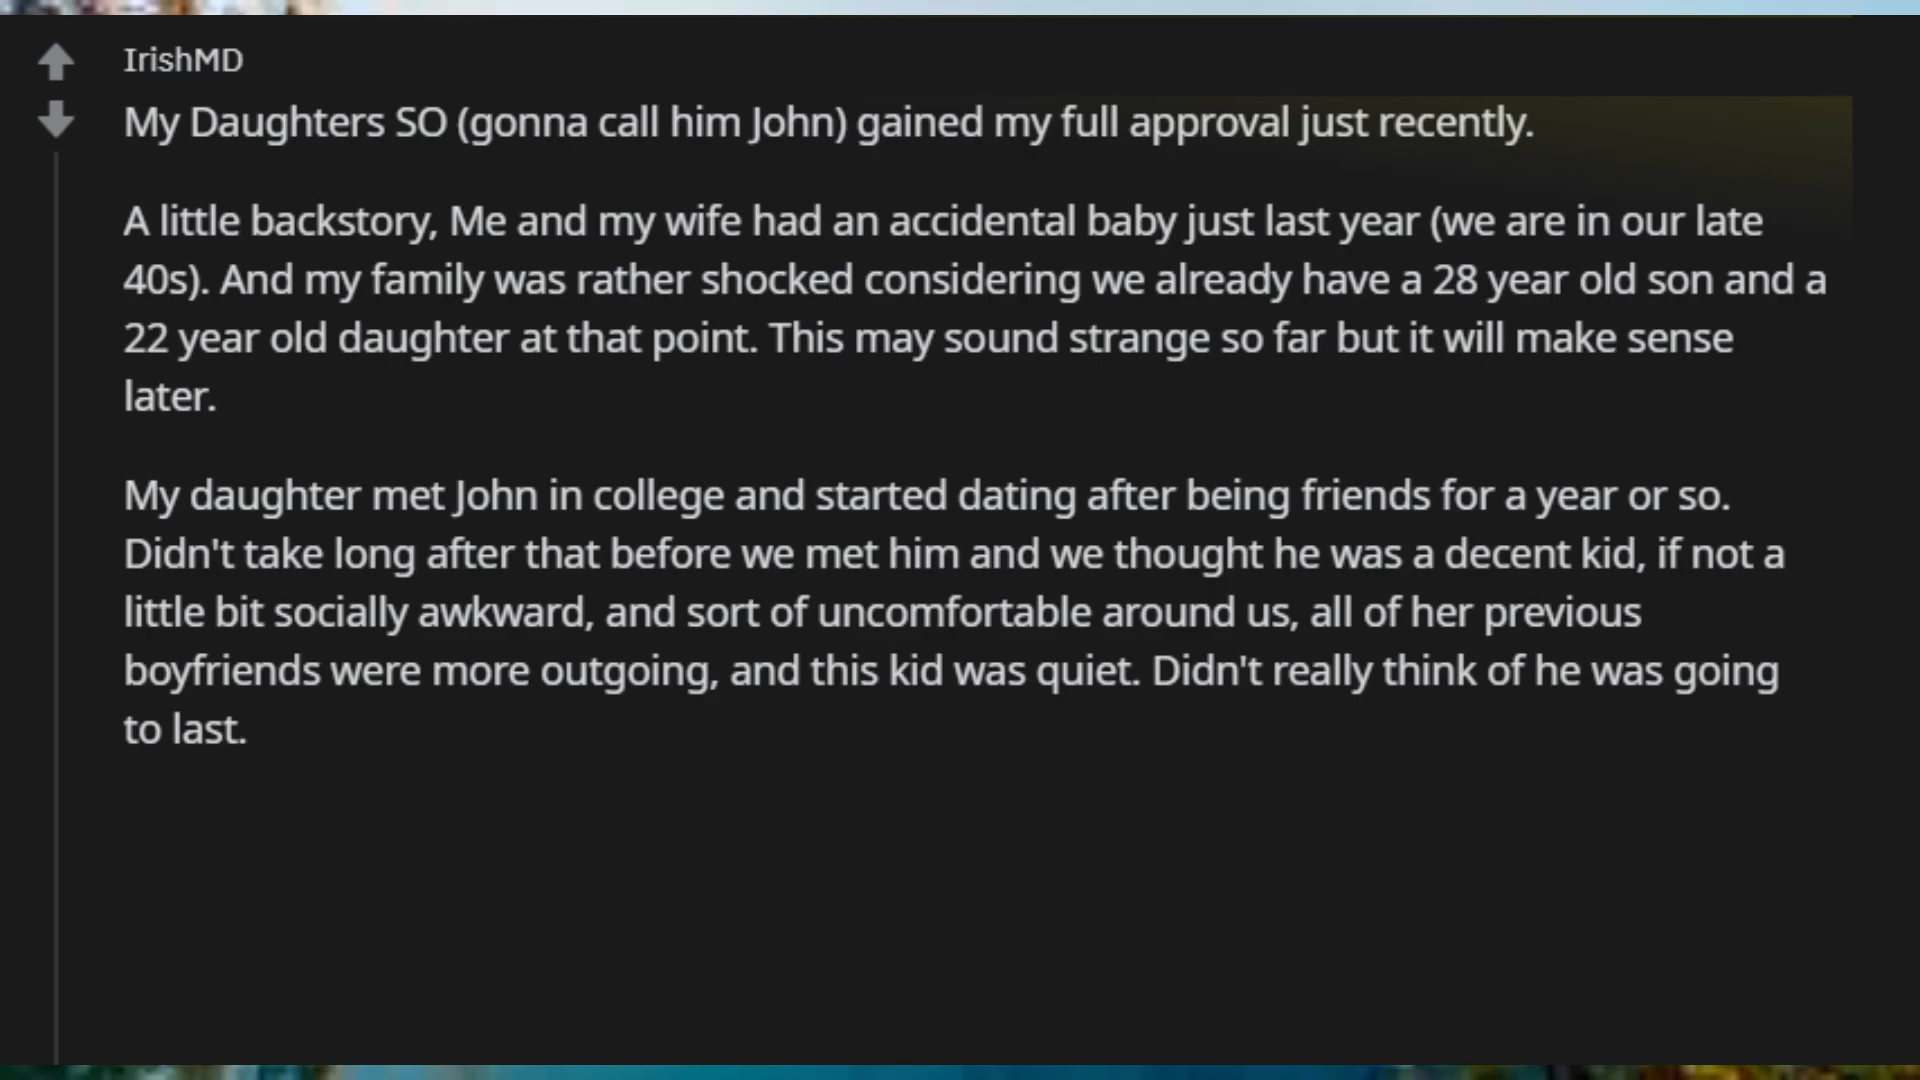 IrishMD
My Daughters SO (gonna call him John) gained my full approval just recently.
A little backstory, Me and my wife had an accidental baby just last year (we are in our late
40s). And my family was rather shocked considering we already have a 28 year old son and a
22 year old daughter at that point. This may sound strange so far but it will make sense
later.
My daughter met John in college and started dating after being friends for a year or so.
Didn't take long after that before we met him and we thought he was a decent kid, if not a
little bit socially awkward, and sort of uncomfortable around us, all of her previous
boyfriends were more outgoing, and this kid was quiet. Didn't really think of he was going
to last.